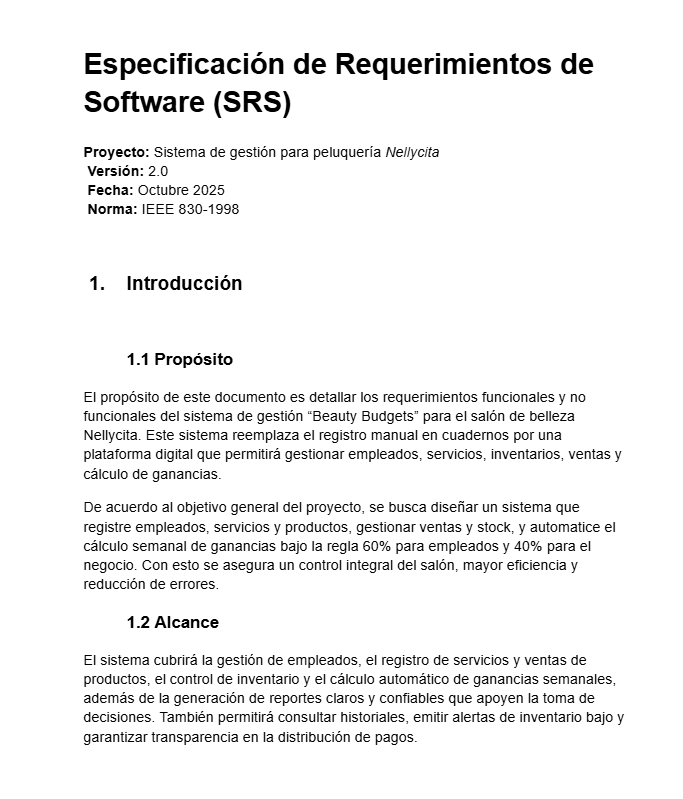 Especificación de Requerimientos de
Software (SRS)
Proyecto: Sistema de gestión para peluquería Nellycita
Versión: 2.0
Fecha: Octubre 2025
Norma: IEEE 830-1998
1. Introducción
1.1 Propósito
El propósito de este documento es detallar los requerimientos funcionales y no
funcionales del sistema de gestión “Beauty Budgets” para el salón de belleza
Nellycita. Este sistema reemplaza el registro manual en cuadernos por una
plataforma digital que permitirá gestionar empleados, servicios, inventarios, ventas y
cálculo de ganancias.
De acuerdo al objetivo general del proyecto, se busca diseñar un sistema que
registre empleados, servicios y productos, gestionar ventas y stock, y automatice el
cálculo semanal de ganancias bajo la regla 60% para empleados y 40% para el
negocio. Con esto se asegura un control integral del salón, mayor eficiencia y
reducción de errores.
1.2 Alcance
El sistema cubrirá la gestión de empleados, el registro de servicios y ventas de
productos, el control de inventario y el cálculo automático de ganancias semanales,
además de la generación de reportes claros y confiables que apoyen la toma de
decisiones. También permitirá consultar historiales, emitir alertas de inventario bajo y
garantizar transparencia en la distribución de pagos.